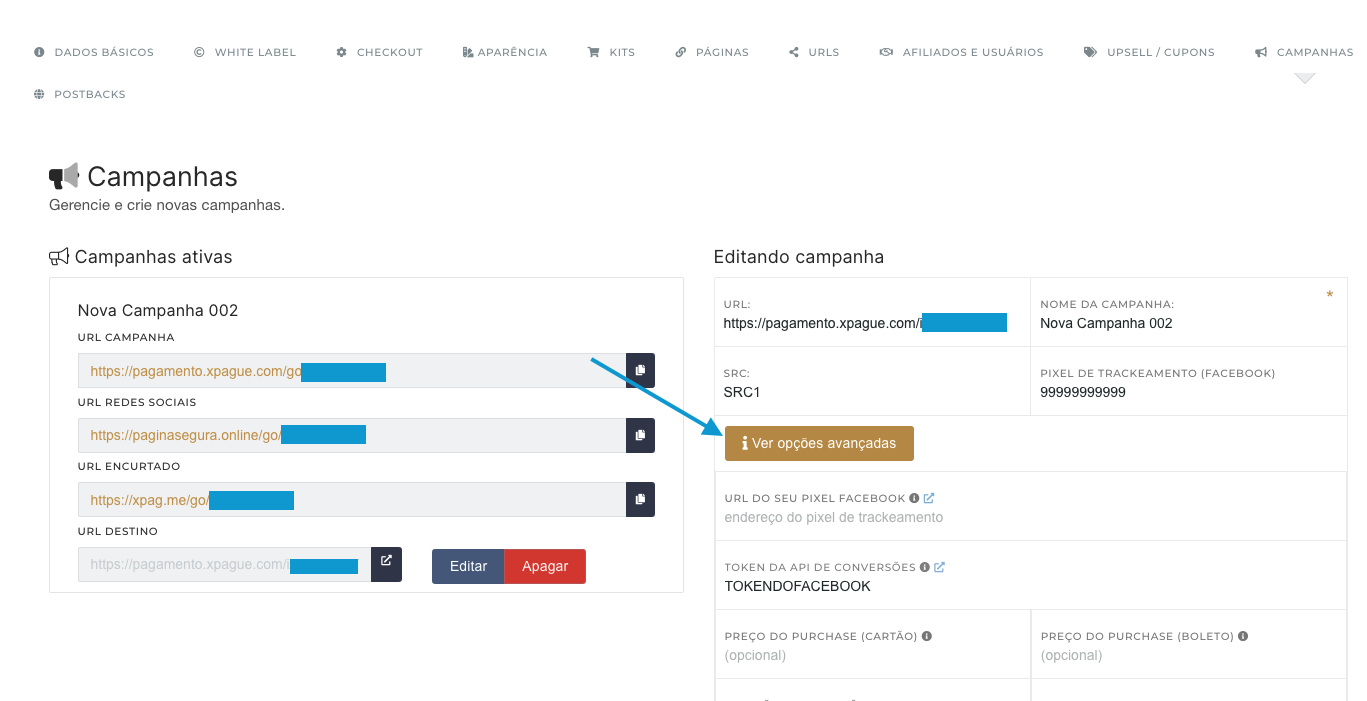 DADOS BÁSICOS
WHITE LABEL
CHECKOUT
APARÊNCIA
KITS
PÁGINAS
URLS
AFILIADOS E USUÁRIOS
UPSELL / CUPONS
CAMPANHAS
POSTBACKS
Campanhas
Gerencie e crie novas campanhas.
Campanhas ativas
Nova Campanha 002
URL CAMPANHA
https://pagamento.xpague.com/go
URL REDES SOCIAIS
https://paginasegura.online/go/
URL ENCURTADO
https://xpag.me/go/
URL DESTINO
https://pagamento.xpague.com/i
Editar
Apagar
Editando campanha
URL:
https://pagamento.xpague.com/i
NOME DA CAMPANHA:
*
Nova Campanha 002
SRC:
SRC1
PIXEL DE TRACKEAMENTO (FACEBOOK)
99999999999
Ver opções avançadas
URL DO SEU PIXEL FACEBOOK
endereço do pixel de trackeamento
TOKEN DA API DE CONVERSÕES
TOKENDOFACEBOOK
PREÇO DO PURCHASE (CARTÃO)
(opcional)
PREÇO DO PURCHASE (BOLETO)
(opcional)